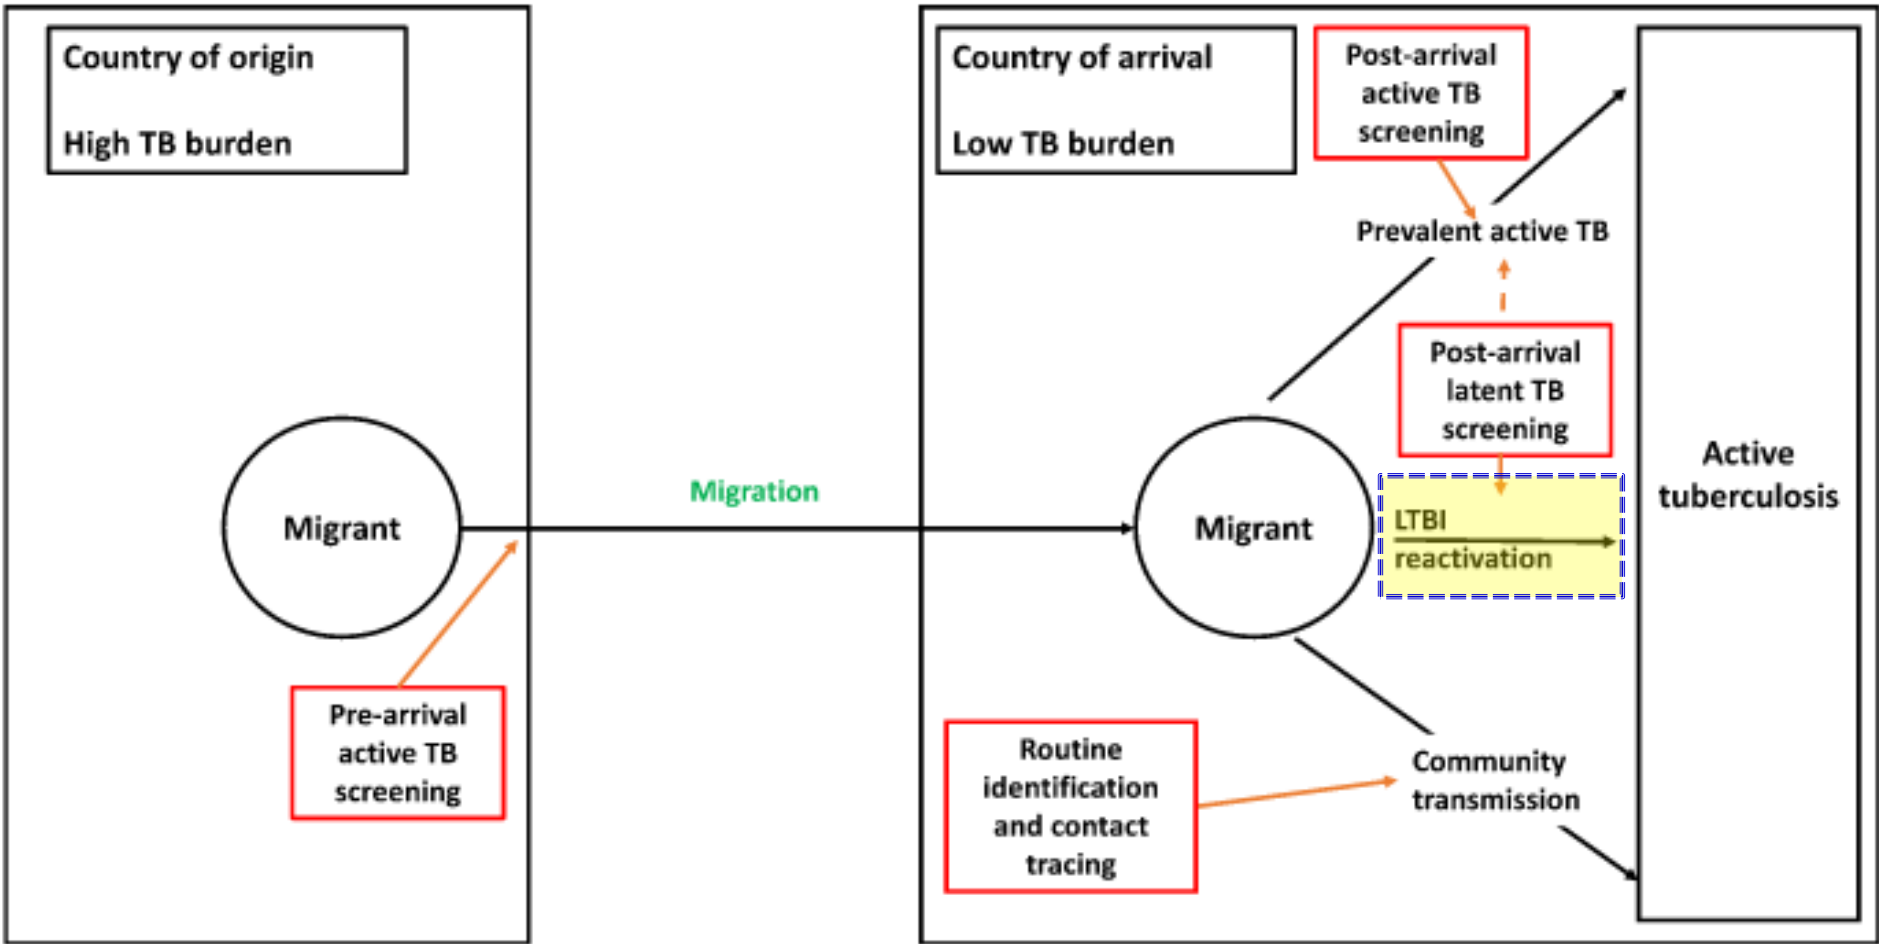 Country of origin
High TB burden
Migrant
Pre-arrival
active TB
screening
Migration
Country of arrival
Low TB burden
Post-arrival
active TB
screening
Prevalent active TB
Post-arrival
latent TB
screening
Migrant
LTBI
reactivation
Routine
identification
and contact
tracing
Community
transmission
Active
tuberculosis